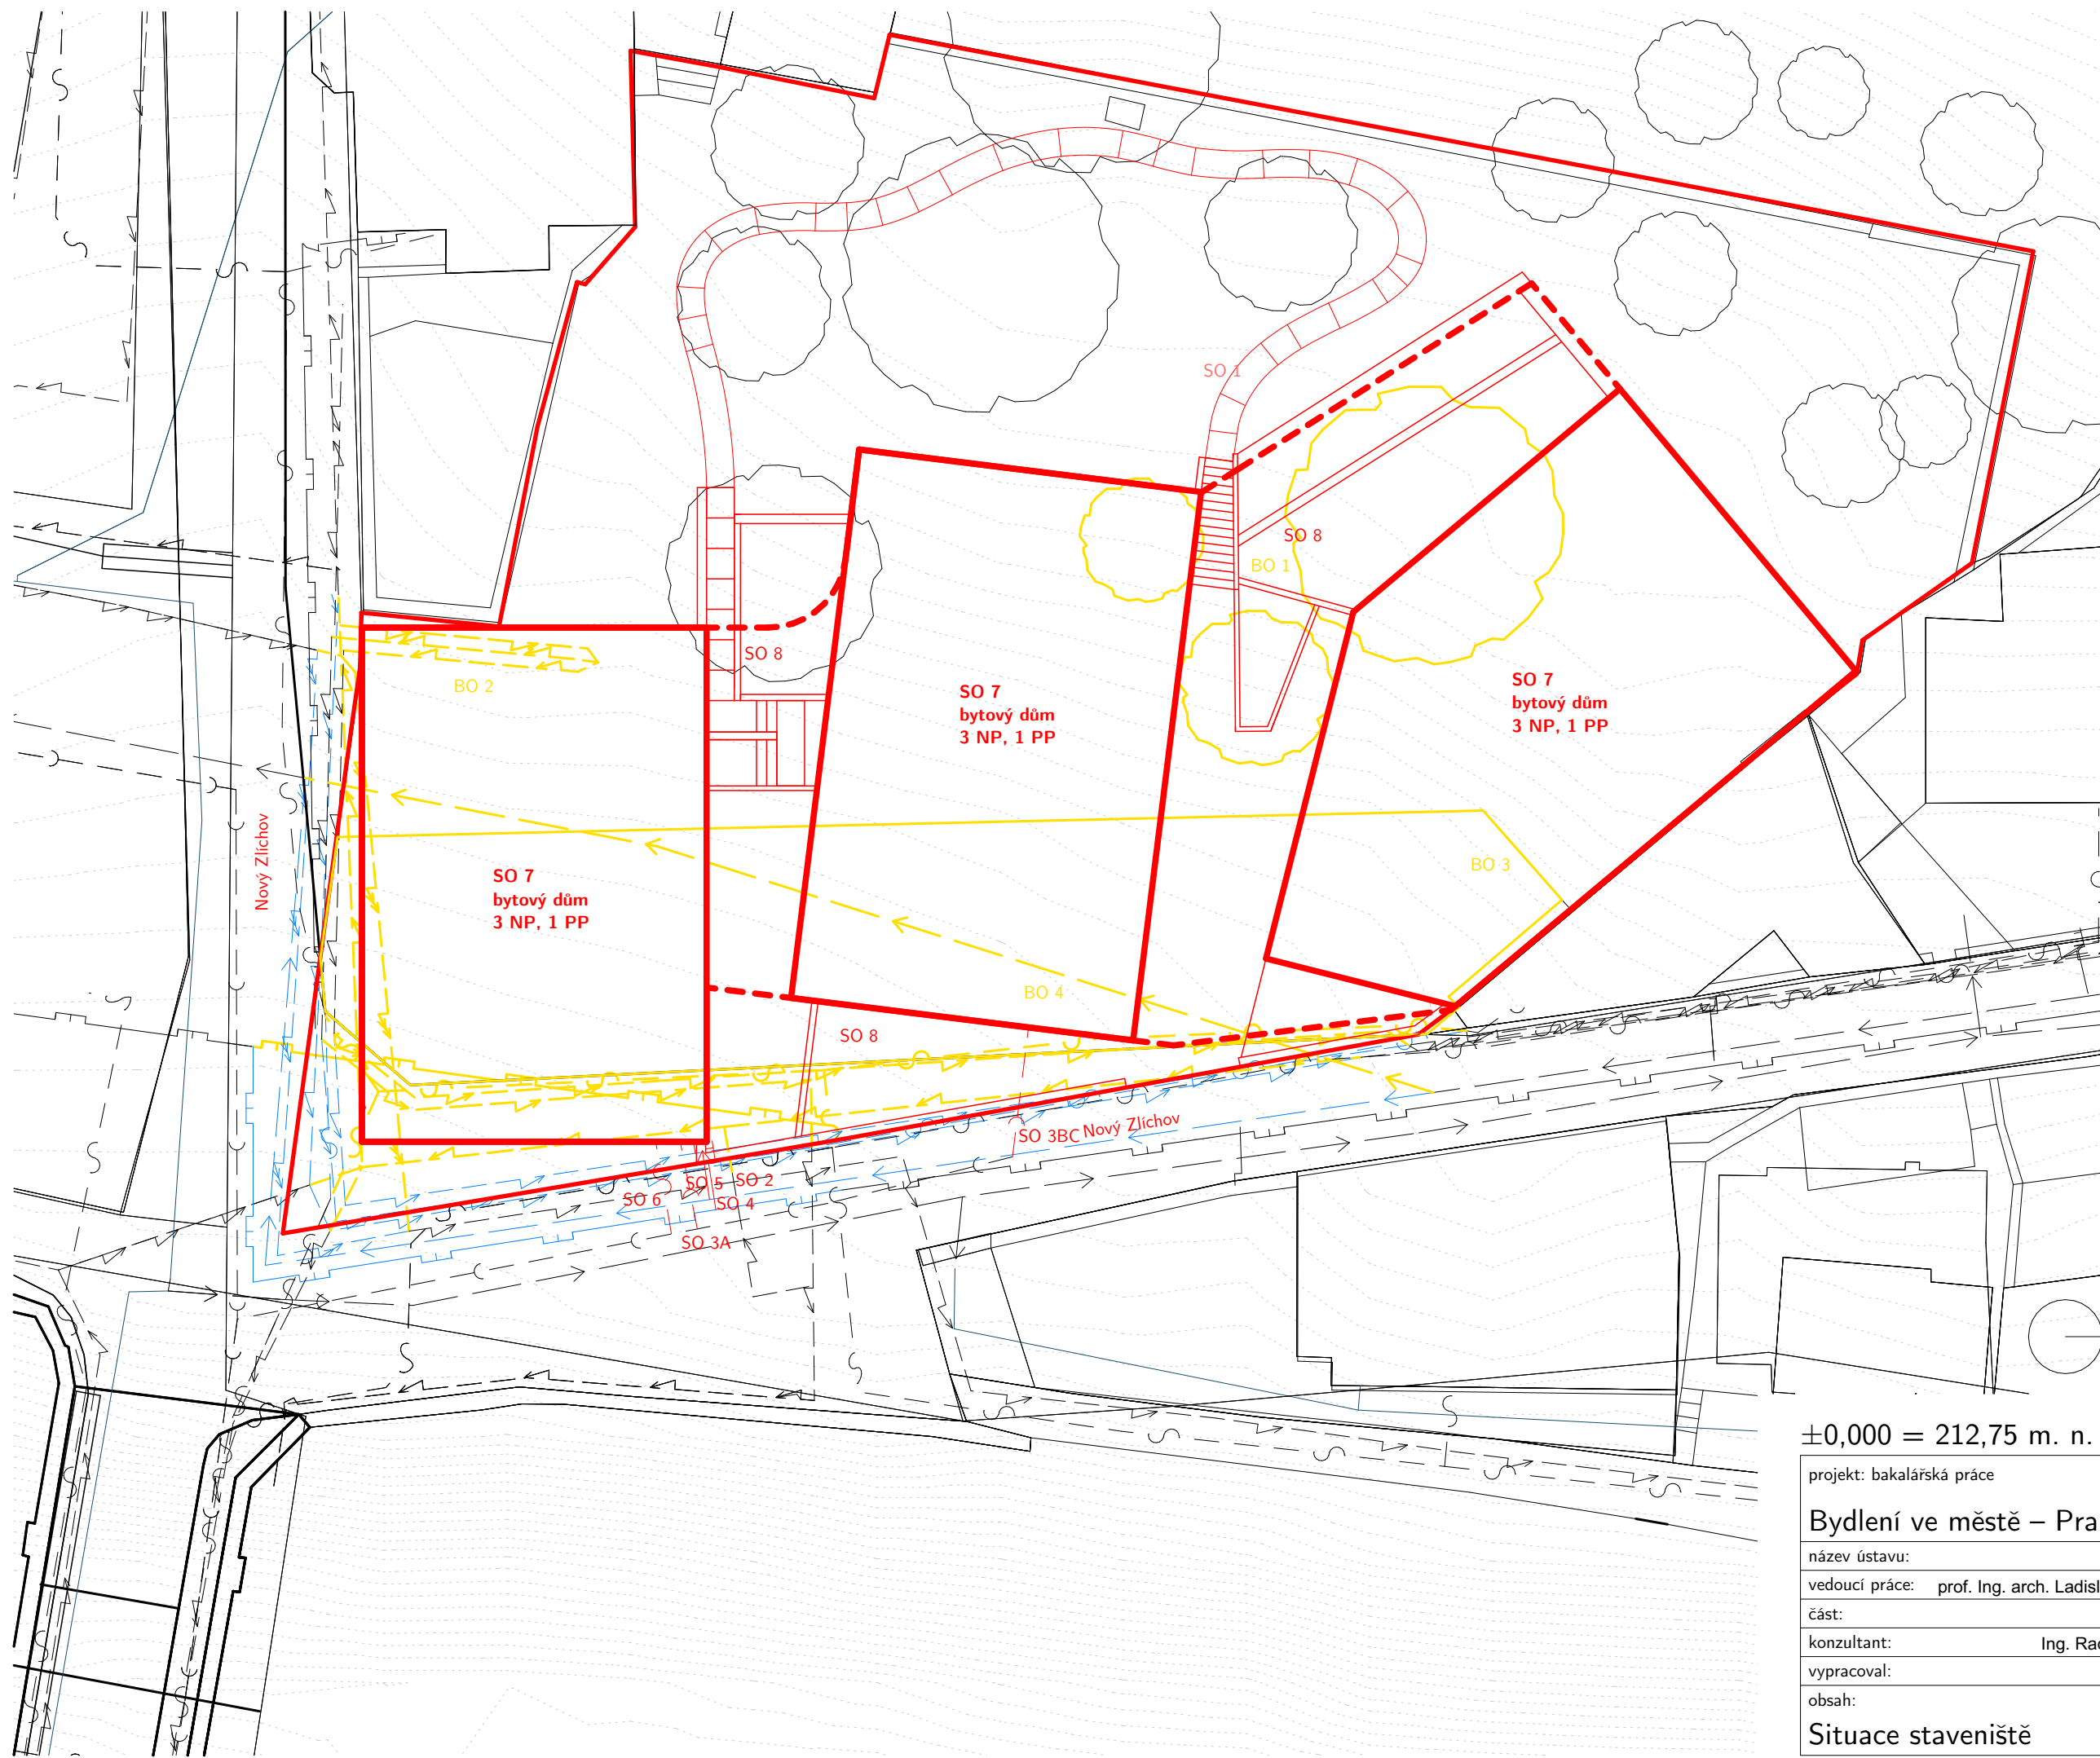 SO 1
SO 8
BO 1
SO 8
BO 2
SO 7
bytový dům
3 NP, 1 PP
SO 7
bytový dům
3 NP, 1 PP
Nový Zlíchov
SO 7
bytový dům
3 NP, 1 PP
BO 3
BO 4
SO 8
SO 3BC
Nový Zlíchov
SO 5
SO 2
SO 6
SO 4
SO 3A
±0,000 = 212,75 m. n.
projekt: bakalářská práce
Bydlení ve městě – Pra
název ústavu:
vedoucí práce: prof. Ing. arch. Ladisl
část:
konzultant: Ing. Rad
vypracoval:
obsah:
Situace staveniště